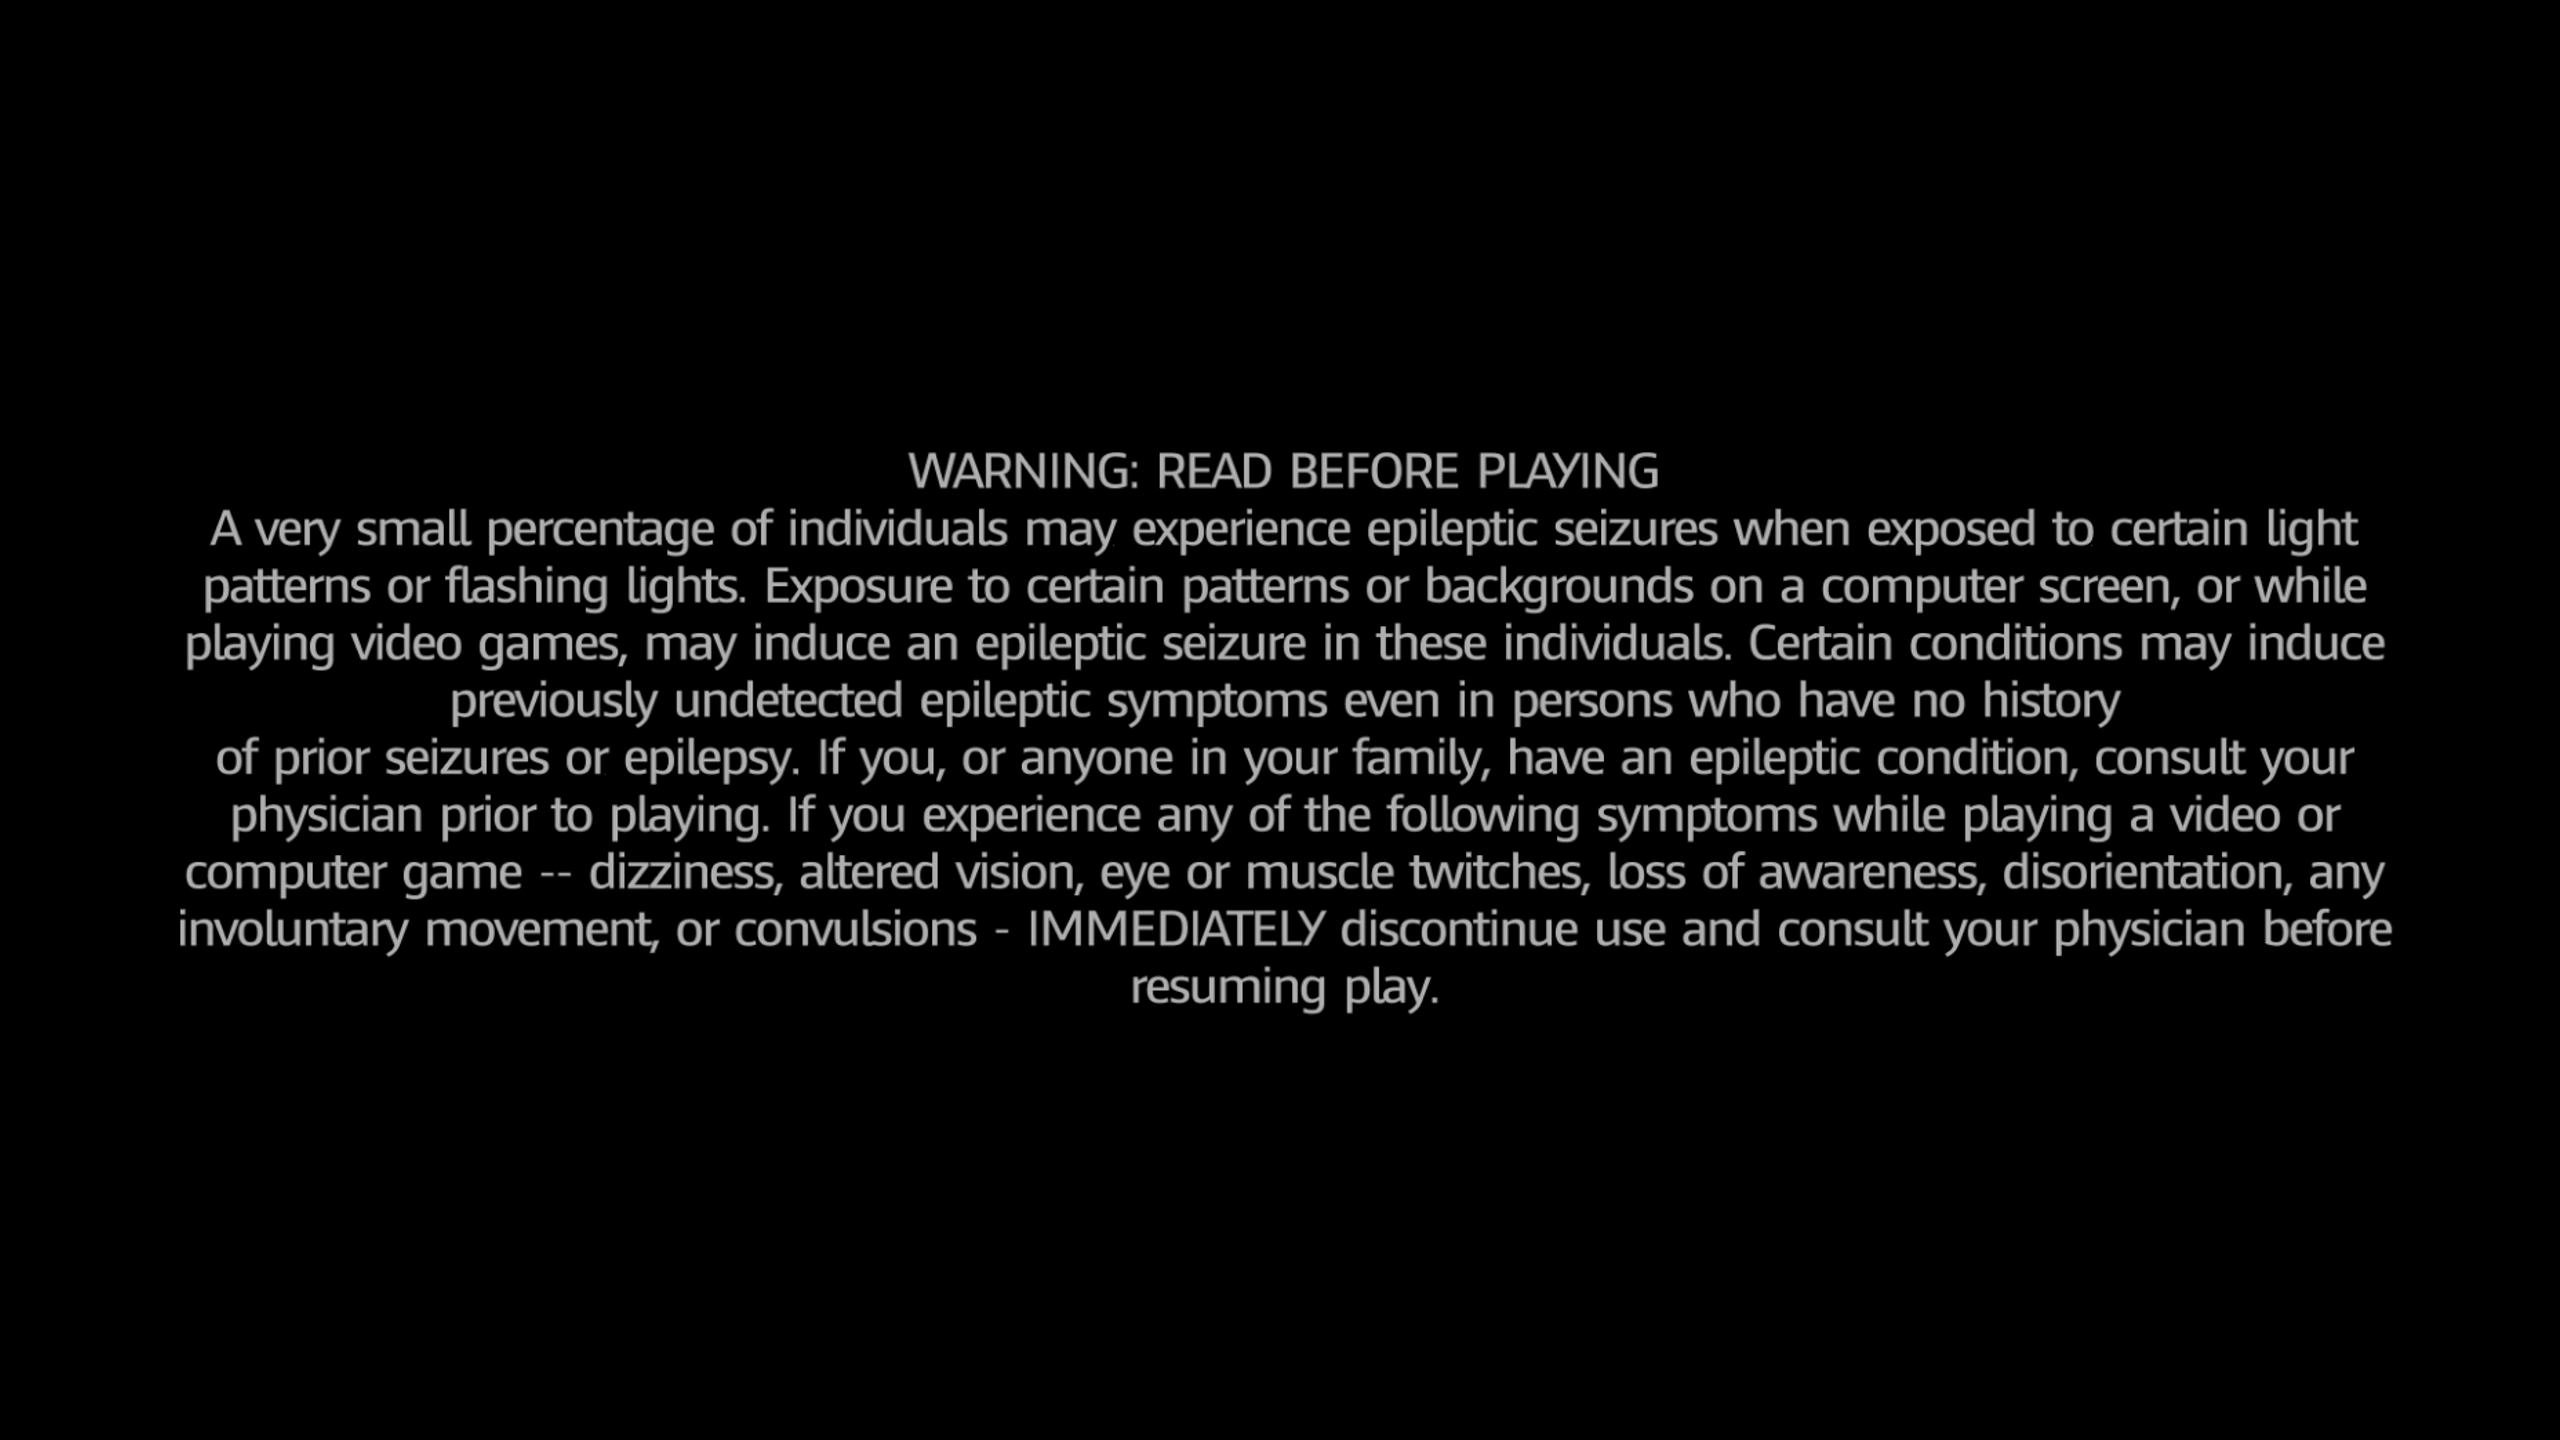 WARNING: READ BEFORE PLAYING
A very small percentage of individuals may experience epileptic seizures when exposed to certain light
patterns or flashing lights. Exposure to certain patterns or backgrounds on a computer screen, or while
playing video games, may induce an epileptic seizure in these individuals. Certain conditions may induce
previously undetected epileptic symptoms even in persons who have no history
of prior seizures or epilepsy. If you, or anyone in your family, have an epileptic condition, consult your
physician prior to playing. If you experience any of the following symptoms while playing a video or
computer game -- dizziness, altered vision, eye or muscle twitches, loss of awareness, disorientation, any
involuntary movement, or convulsions - IMMEDIATELY discontinue use and consult your physician before
resuming play.